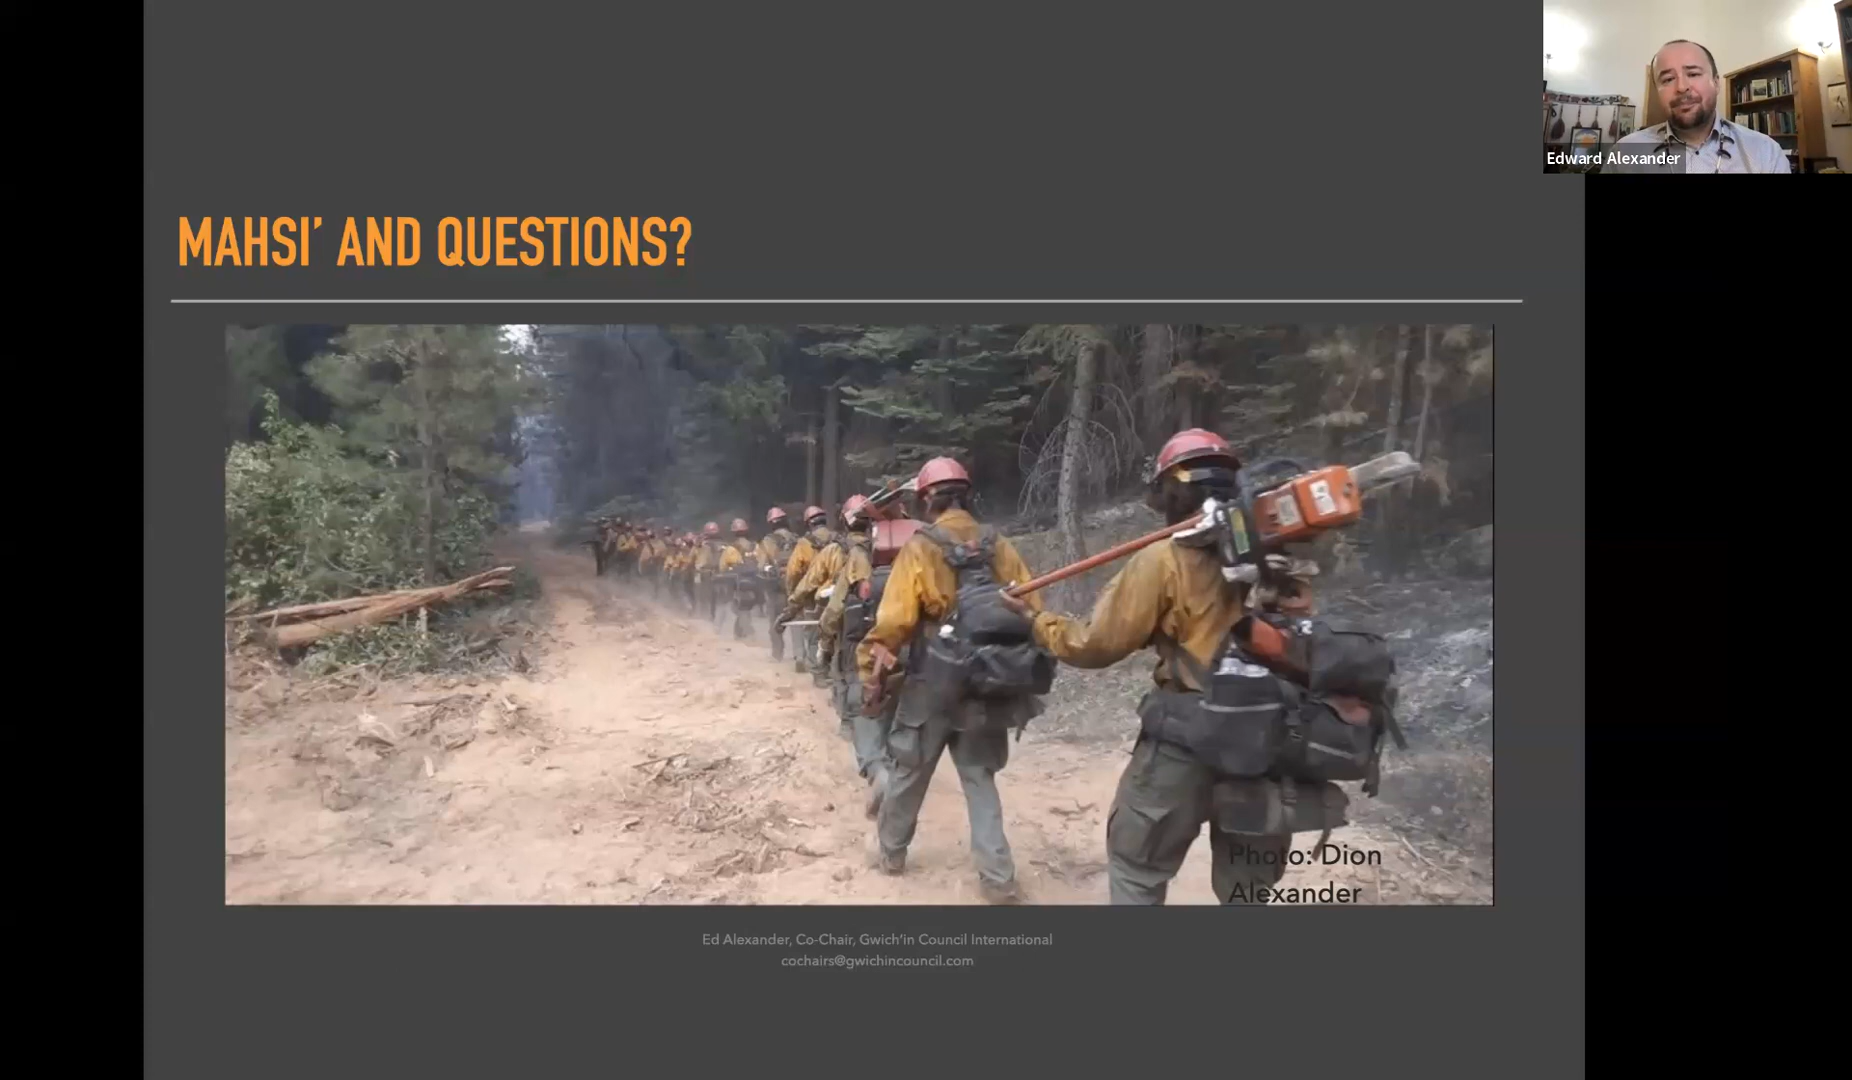 Edward Alexander
MAHSI’ AND QUESTIONS?
Photo: Dion
Alexander
Ed Alexander, Co-Chair, Gwich’in Council International
cochairs@gwichincouncil.com